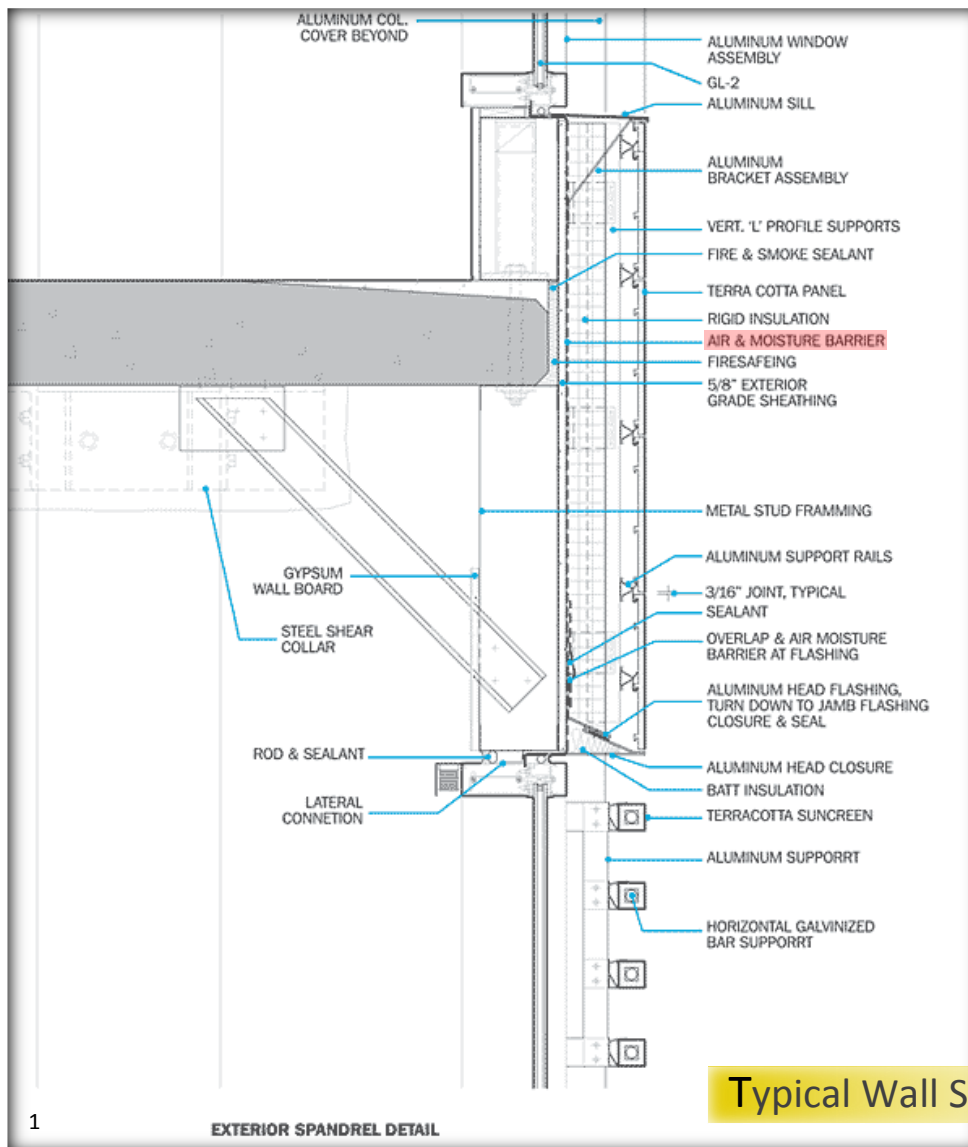 ALUMINUM COL.
COVER BEYOND
ALUMINUM WINDOW
ASSEMBLY
GL-2
ALUMINUM SILL
ALUMINUM
BRACKET ASSEMBLY
VERT. 'L' PROFILE SUPPORTS
FIRE & SMOKE SEALANT
TERRA COTTA PANEL
RIGID INSULATION
AIR & MOISTURE BARRIER
FIRESAFEING
5/8" EXTERIOR
GRADE SHEATHING
METAL STUD FRAMMING
ALUMINUM SUPPORT RAILS
GYPSUM
WALL BOARD
3/16" JOINT, TYPICAL
SEALANT
STEEL SHEAR
COLLAR
OVERLAP & AIR MOISTURE
BARRIER AT FLASHING
ALUMINUM HEAD FLASHING,
TURN DOWN TO JAMB FLASHING
CLOSURE & SEAL
ROD & SEALANT
ALUMINUM HEAD CLOSURE
BATT INSULATION
LATERAL
CONNETION
TERRACOTTA SUNCREEN
ALUMINUM SUPPORRT
HORIZONTAL GALVINIZED
BAR SUPPORRT
Typical Wall S
1
EXTERIOR SPANDREL DETAIL